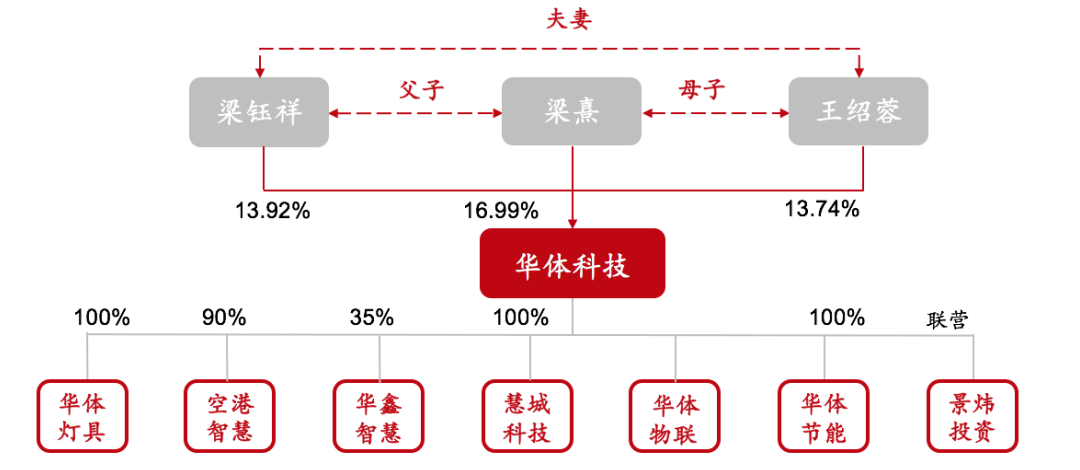 夫妻
梁钰祥
父子
梁熹
母子
王绍蓉
13.92%
16.99%
13.74%
华体科技
100%
90%
35%
100%
100%
联营
华体
灯具
空港
智慧
华鑫
智慧
慧城
科技
华体
物联
华体
节能
景炜
投资